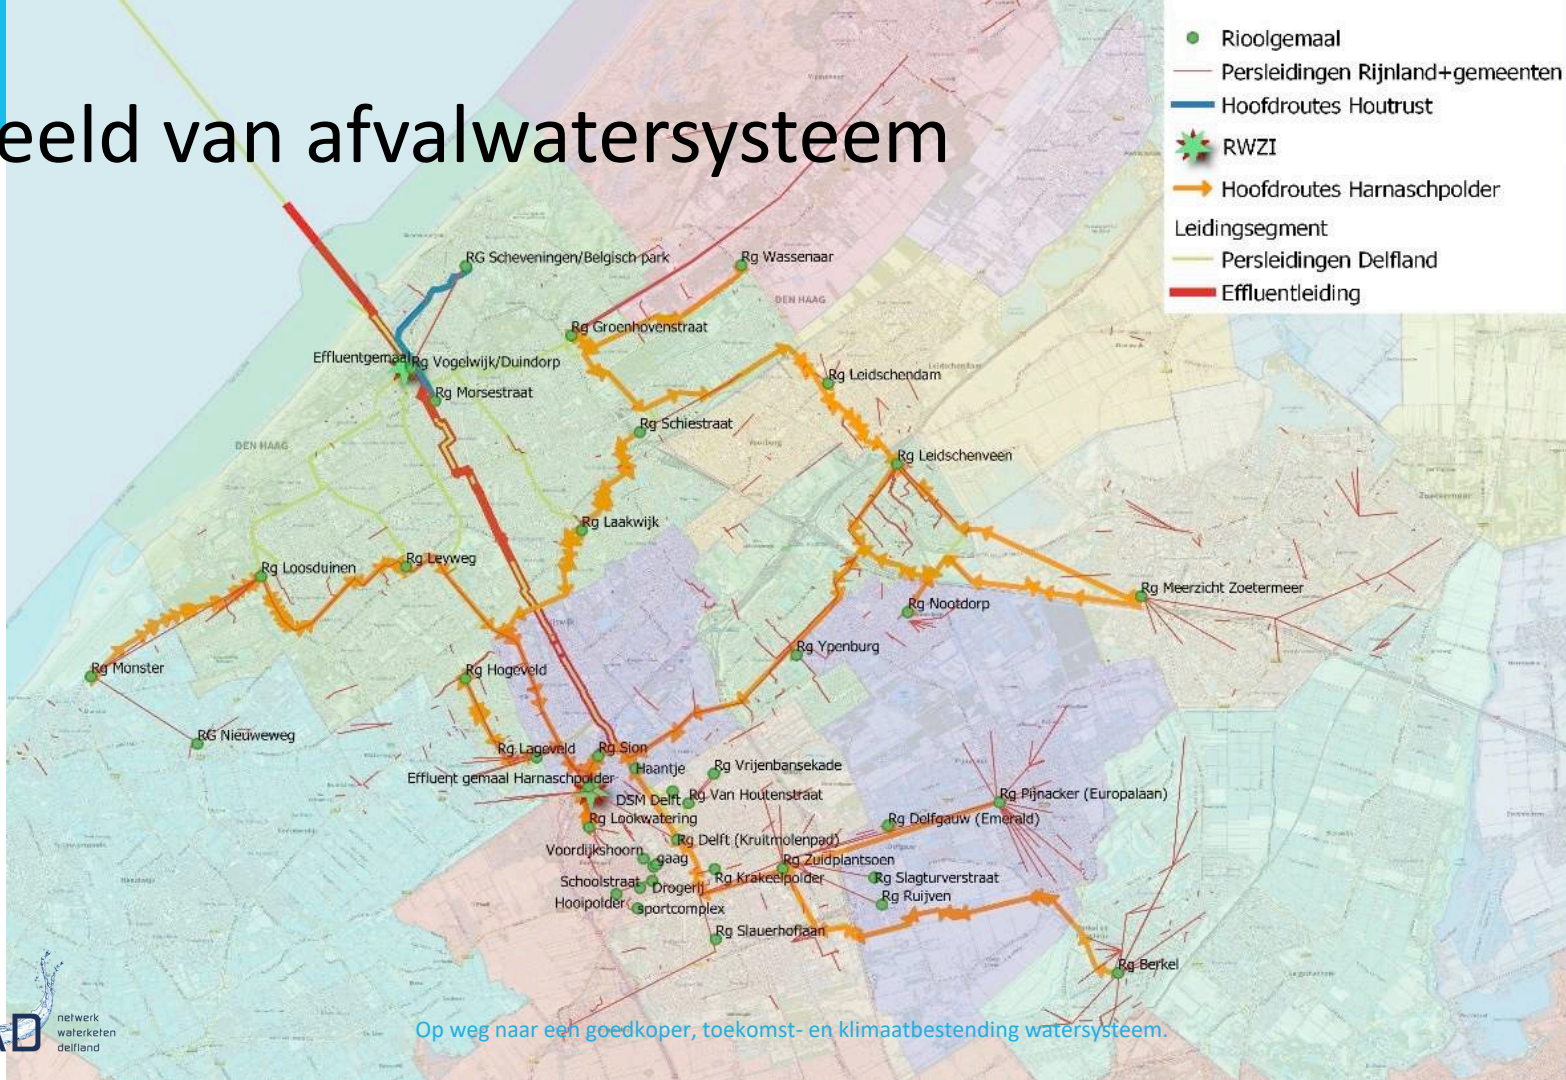 eeld van afvalwatersysteem
Rioolgemaal
Persleidingen Rijnland+gemeenten
Hoofdroutes Houtrust
RWZI
Hoofdroutes Harnaschpolder
Leidingsegment
Persleidingen Delfland
Effluentleiding
RG Scheveningen/Belgisch park
Rg Wassenaar
DEN HAAG
Rg Groenhovenstraat
Effluentgemaal
Rg Vogelwijk/Duindorp
Rg Leidschendam
Rg Morsestraat
Rg Schiestraat
DEN HAAG
Rg Leidschenveen
Zoetermeer
Rg Laakwijk
Rg Leyweg
Rg Loosduinen
Rg Meerzicht Zoetermeer
Rg Nootdorp
Rg Ypenburg
Rg Monster
Rg Hogeveld
RG Nieuweweg
Rg Lageveld
Rg Sion
Haantje
Rg Vrijenbansekade
Effluent gemaal Harnaschpolder
DSM Delft
Rg Van Houtenstraat
Rg Pijnacker (Europalaan)
Rg Lookwatering
Rg Delfgauw (Emerald)
Rg Delft (Kruitmolenpad)
Voordijkshoorn
gaag
Rg Zuidplantsoen
Schoolstraat
Drogerij
Rg Krakeelpolder
Rg Slagturverstraat
Hooipolder
sportcomplex
Rg Ruijven
Rg Slauerhoflaan
Rg Berkel
AD
netwerk
waterketen
delfland
Op weg naar een goedkoper, toekomst- en klimaatbestending watersysteem.